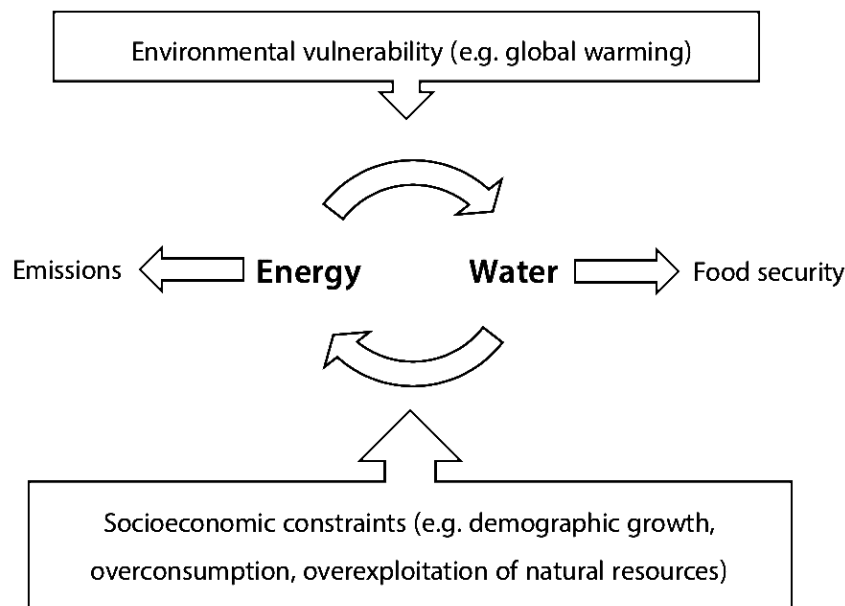 Environmental vulnerability (e.g. global warming)
Emissions
Energy
Water
Food security
Socioeconomic constraints (e.g. demographic growth,
overconsumption, overexploitation of natural resources)